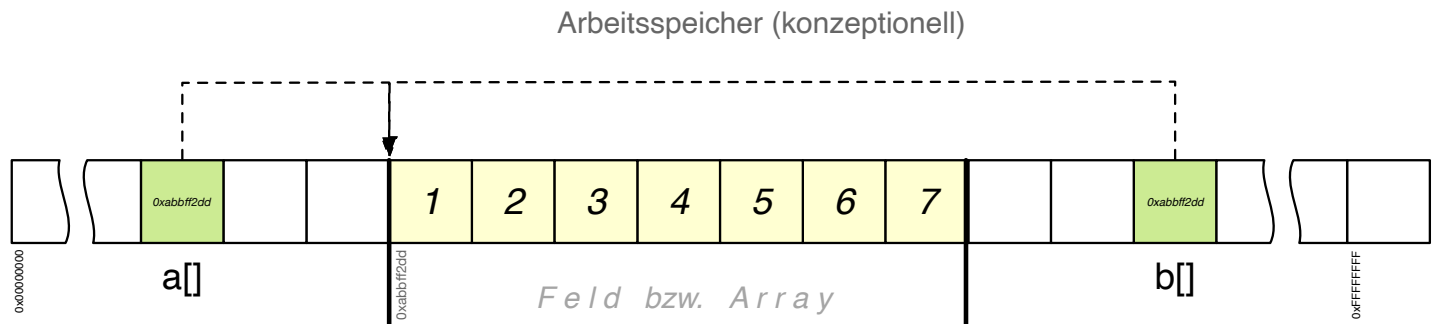 Arbeitsspeicher (konzeptionell)
0xabbff2dd 1 2 3 4 5 6 7 0xabbff2dd
0x00000000 a[] 0xabbff2dd Feld bzw. Array b[] 0xFFFFFFFF